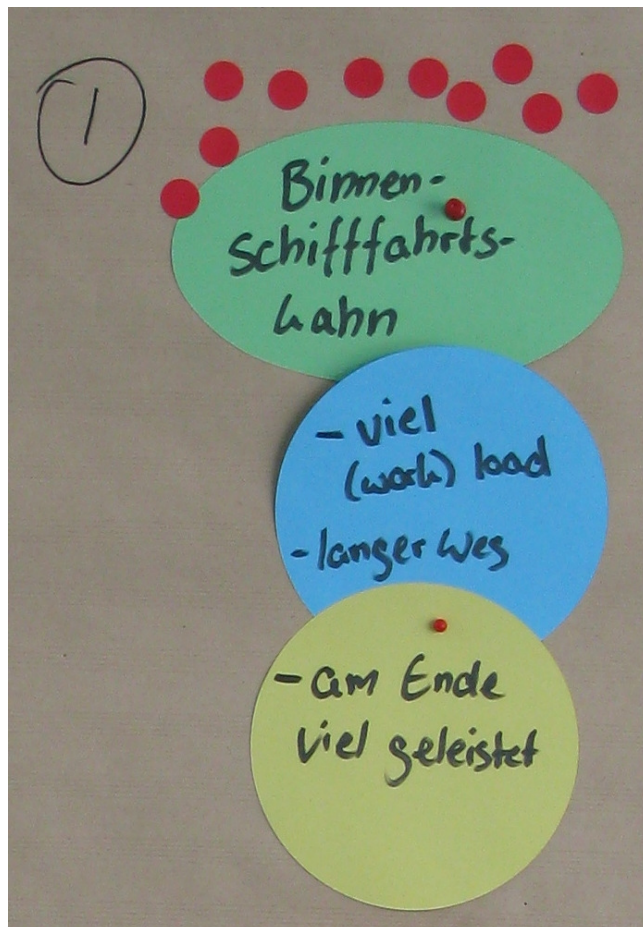 1
Binnen-
Schifffahrts-
kahn
- viel
(work) load
- langer Weg
- am Ende
viel geleistet